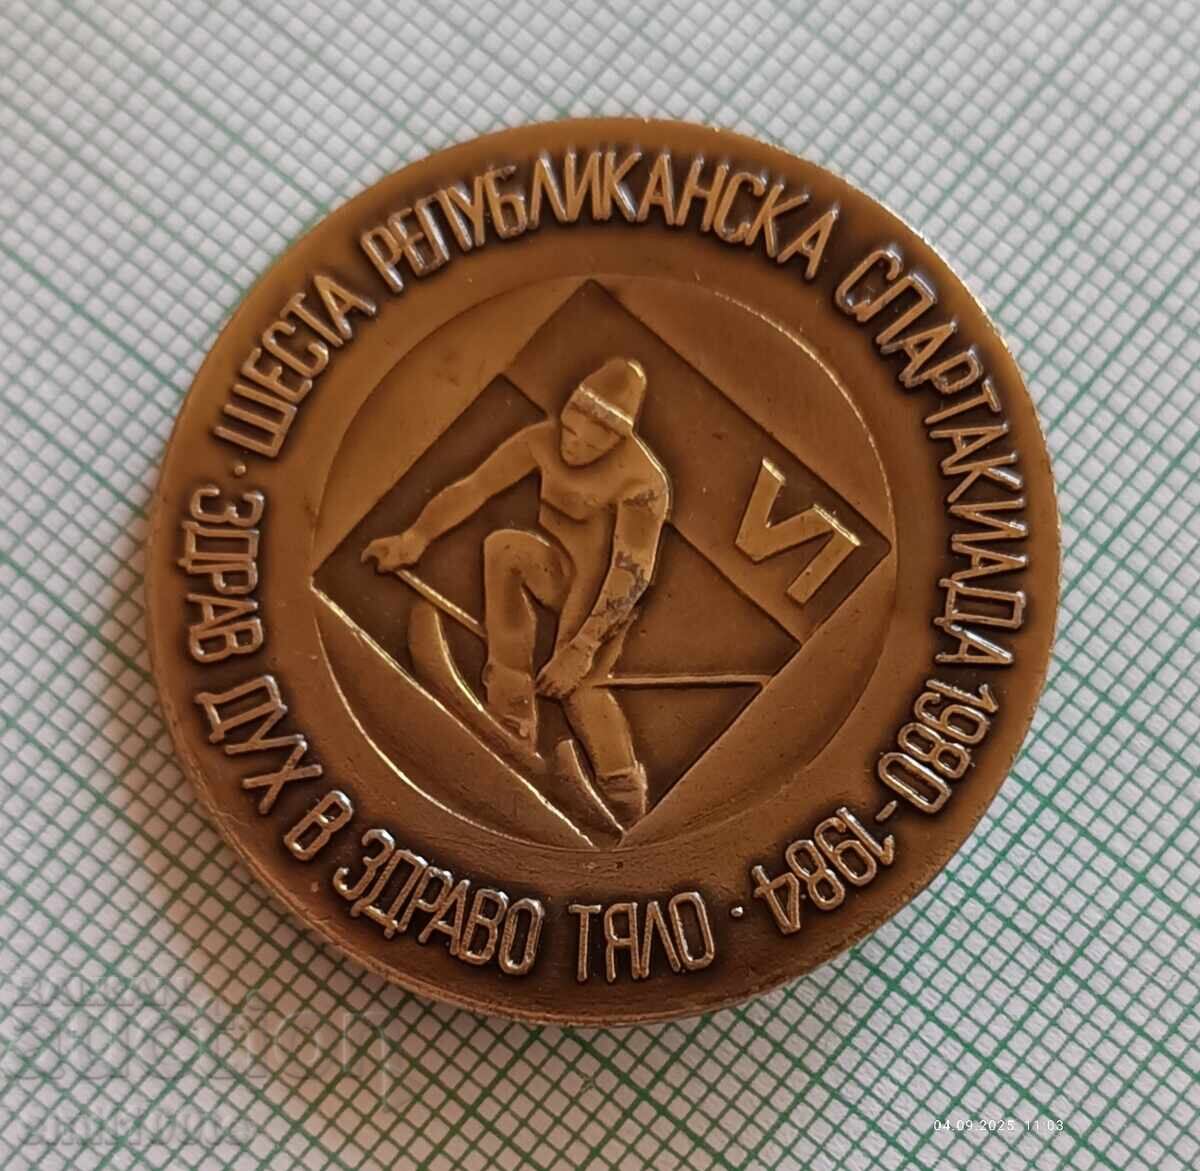 ШЕСТА РЕПУБЛИКАНСКА СПАРТАКИАДА 1980-1984 ·
ЗДРАВ ДУХ В ЗДРАВО ТЯЛО ·
VI
04.09.2025 11:03